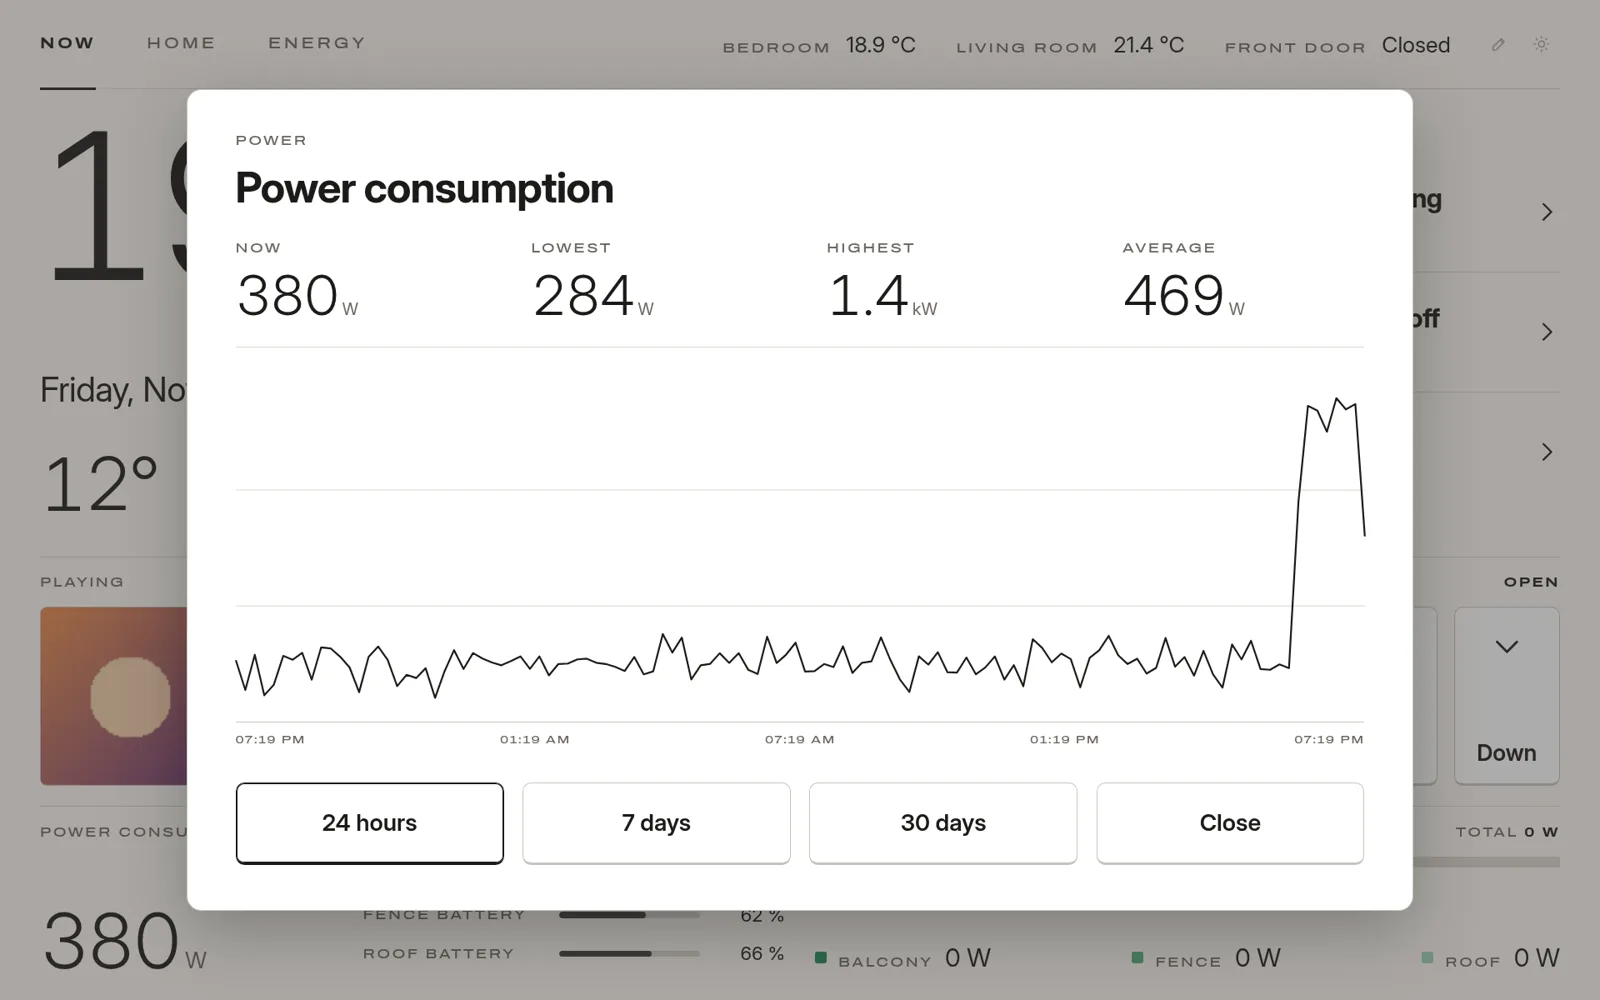 NOW HOME ENERGY BEDROOM 18.9 °C LIVING ROOM 21.4 °C FRONT DOOR Closed
POWER
Power consumption
NOW LOWEST HIGHEST AVERAGE
380 W 284 W 1.4 kW 469 W
07:19 PM 01:19 AM 07:19 AM 01:19 PM 07:19 PM
24 hours 7 days 30 days Close
1
Friday, No
12°
ng
off
PLAYING OPEN
Down
POWER CONSU TOTAL 0 W
380 W
FENCE BATTERY 62 %
ROOF BATTERY 66 %
BALCONY 0 W FENCE 0 W ROOF 0 W